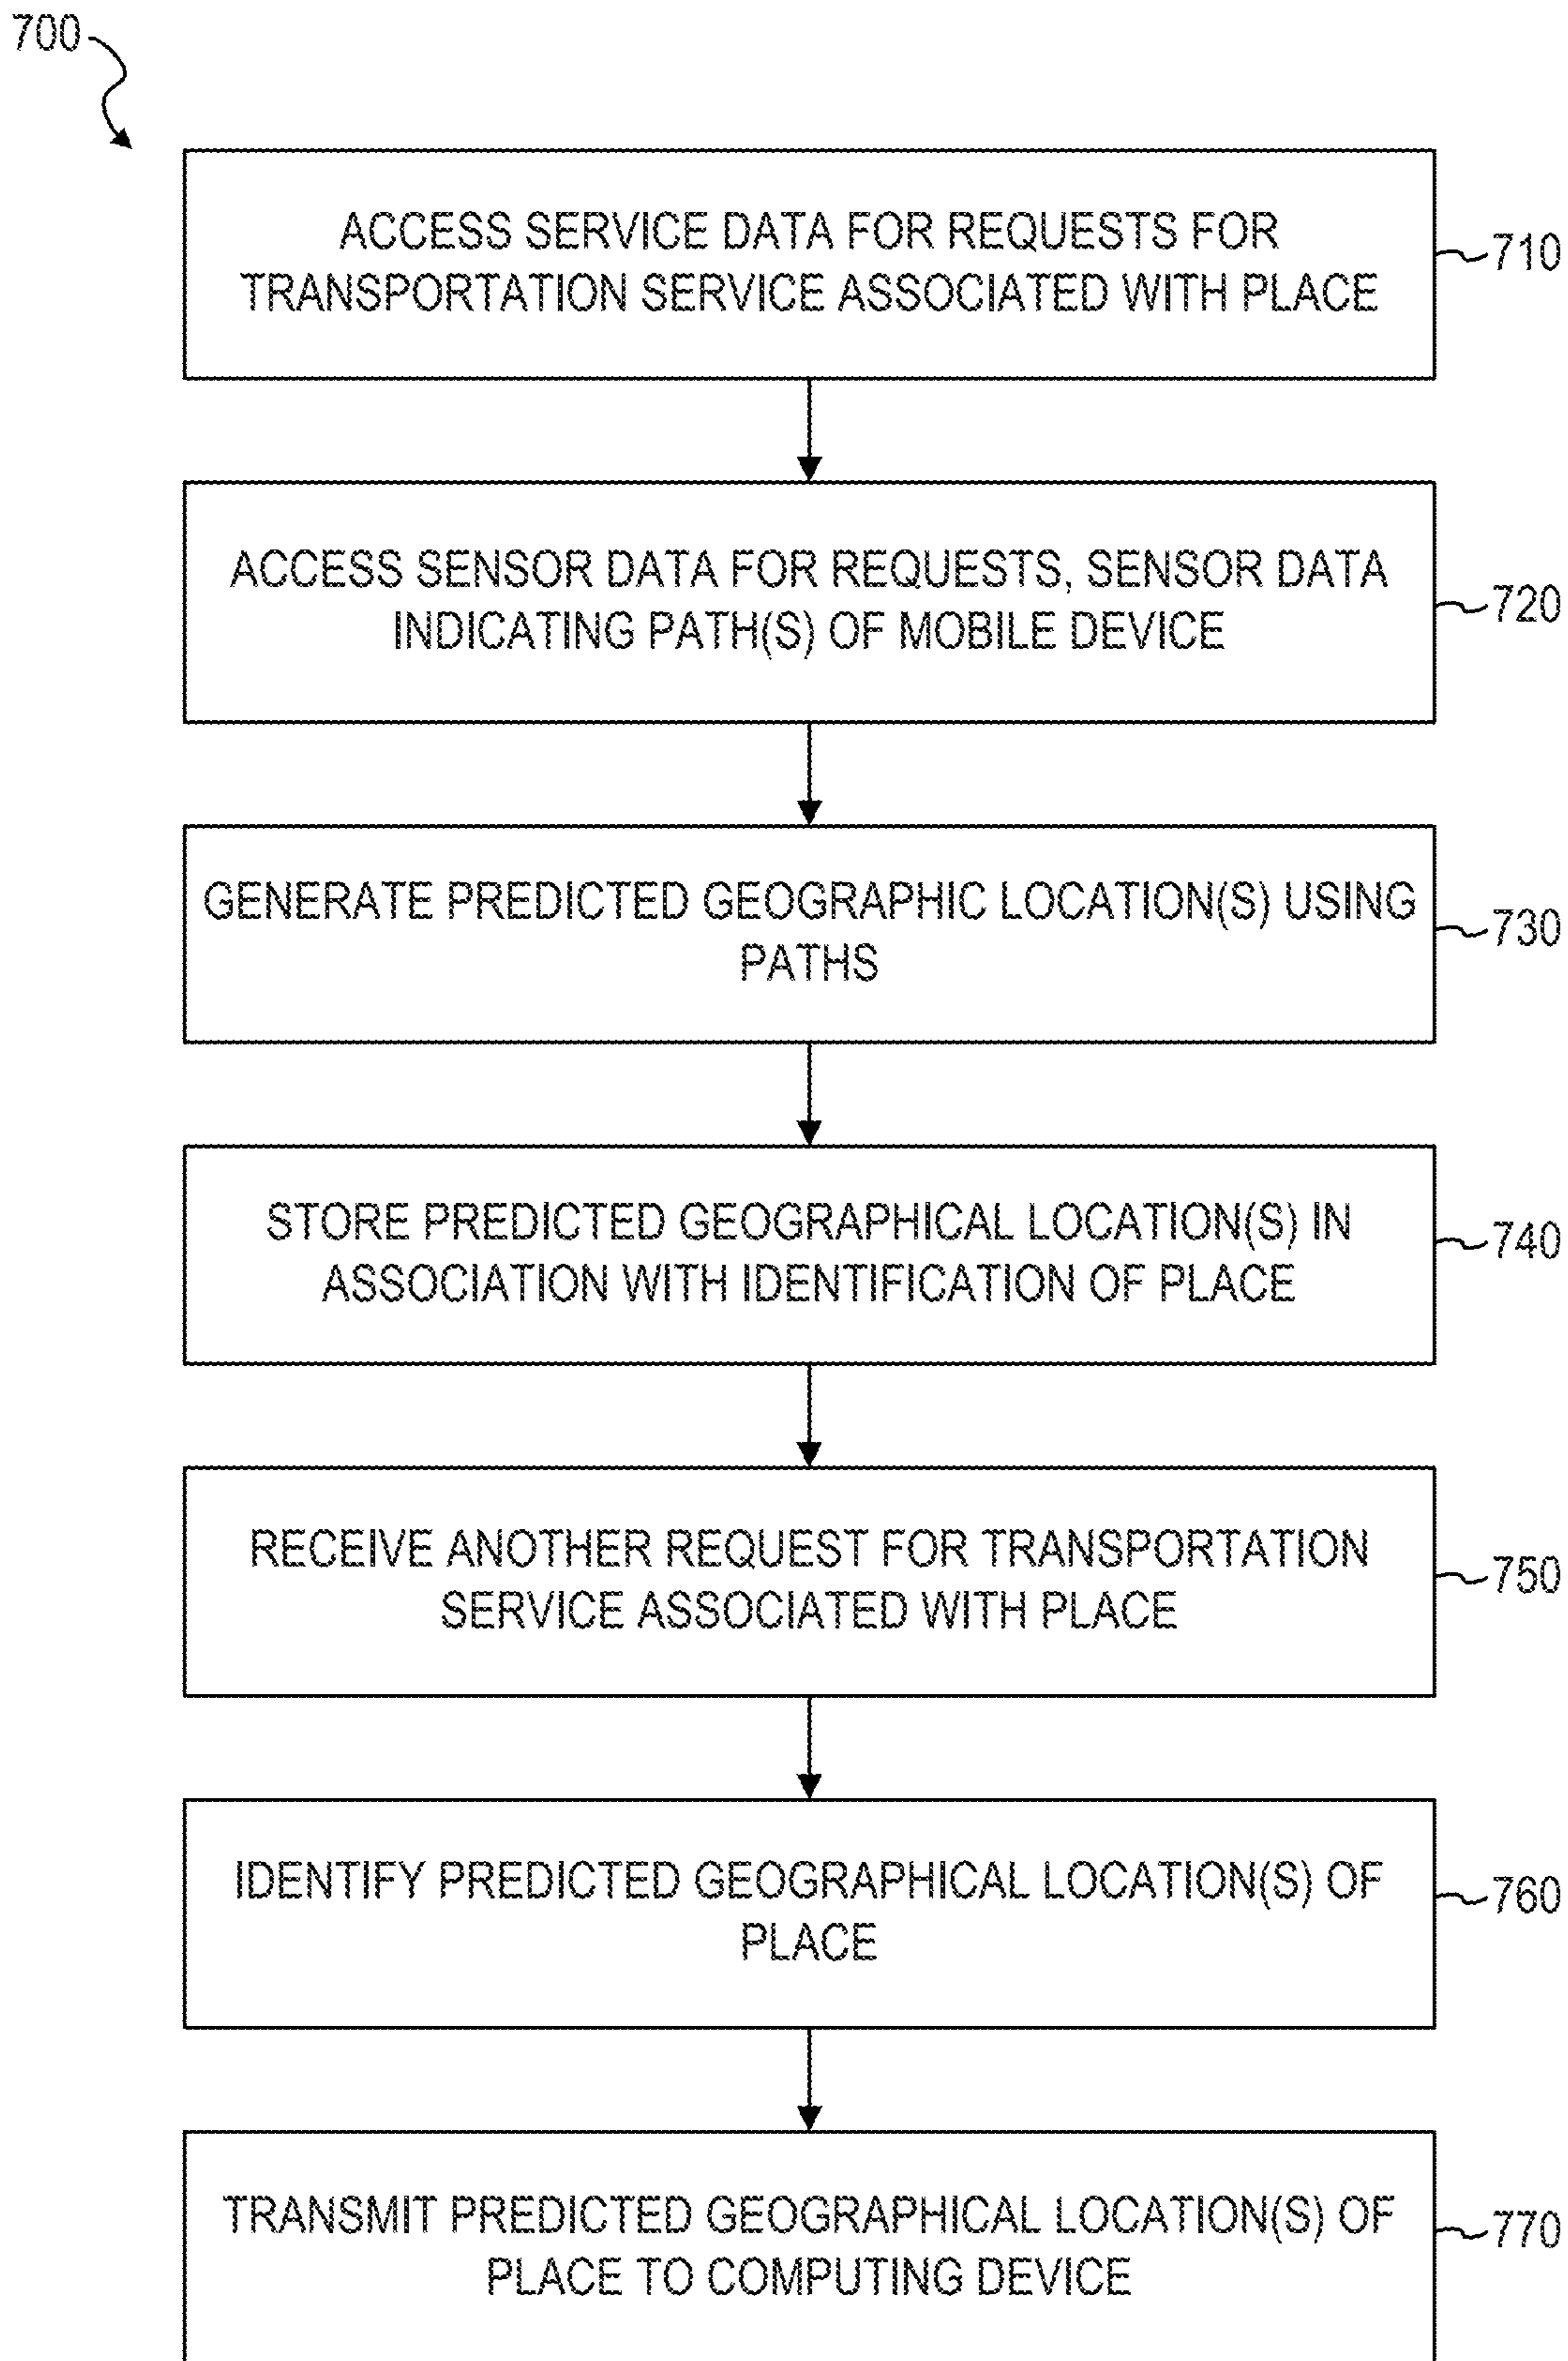 700
ACCESS SERVICE DATA FOR REQUESTS FOR
TRANSPORTATION SERVICE ASSOCIATED WITH PLACE
710
ACCESS SENSOR DATA FOR REQUESTS, SENSOR DATA
INDICATING PATH(S) OF MOBILE DEVICE
720
GENERATE PREDICTED GEOGRAPHIC LOCATION(S) USING
PATHS
730
STORE PREDICTED GEOGRAPHICAL LOCATION(S) IN
ASSOCIATION WITH IDENTIFICATION OF PLACE
740
RECEIVE ANOTHER REQUEST FOR TRANSPORTATION
SERVICE ASSOCIATED WITH PLACE
750
IDENTIFY PREDICTED GEOGRAPHICAL LOCATION(S) OF
PLACE
760
TRANSMIT PREDICTED GEOGRAPHICAL LOCATION(S) OF
PLACE TO COMPUTING DEVICE
770